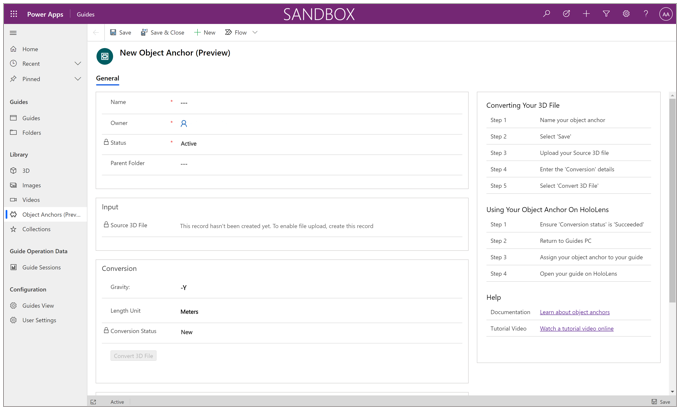 Power Apps
Guides
SANDBOX
AA
Save
Save & Close
New
Flow
Home
Recent
Pinned
Guides
Guides
Folders
Library
3D
Images
Videos
Object Anchors (Prev...
Collections
Guide Operation Data
Guide Sessions
Configuration
Guides View
User Settings
New Object Anchor (Preview)
General
Name * ---
Owner *
Status * Active
Parent Folder ---
Input
Source 3D File This record hasn't been created yet. To enable file upload, create this record
Conversion
Gravity: -Y
Length Unit Meters
Conversion Status New
Convert 3D File
Converting Your 3D File
Step 1 Name your object anchor
Step 2 Select 'Save'
Step 3 Upload your Source 3D file
Step 4 Enter the 'Conversion' details
Step 5 Select 'Convert 3D File'
Using Your Object Anchor On HoloLens
Step 1 Ensure 'Conversion status' is 'Succeeded'
Step 2 Return to Guides PC
Step 3 Assign your object anchor to your guide
Step 4 Open your guide on HoloLens
Help
Documentation Learn about object anchors
Tutorial Video Watch a tutorial video online
Active
Save